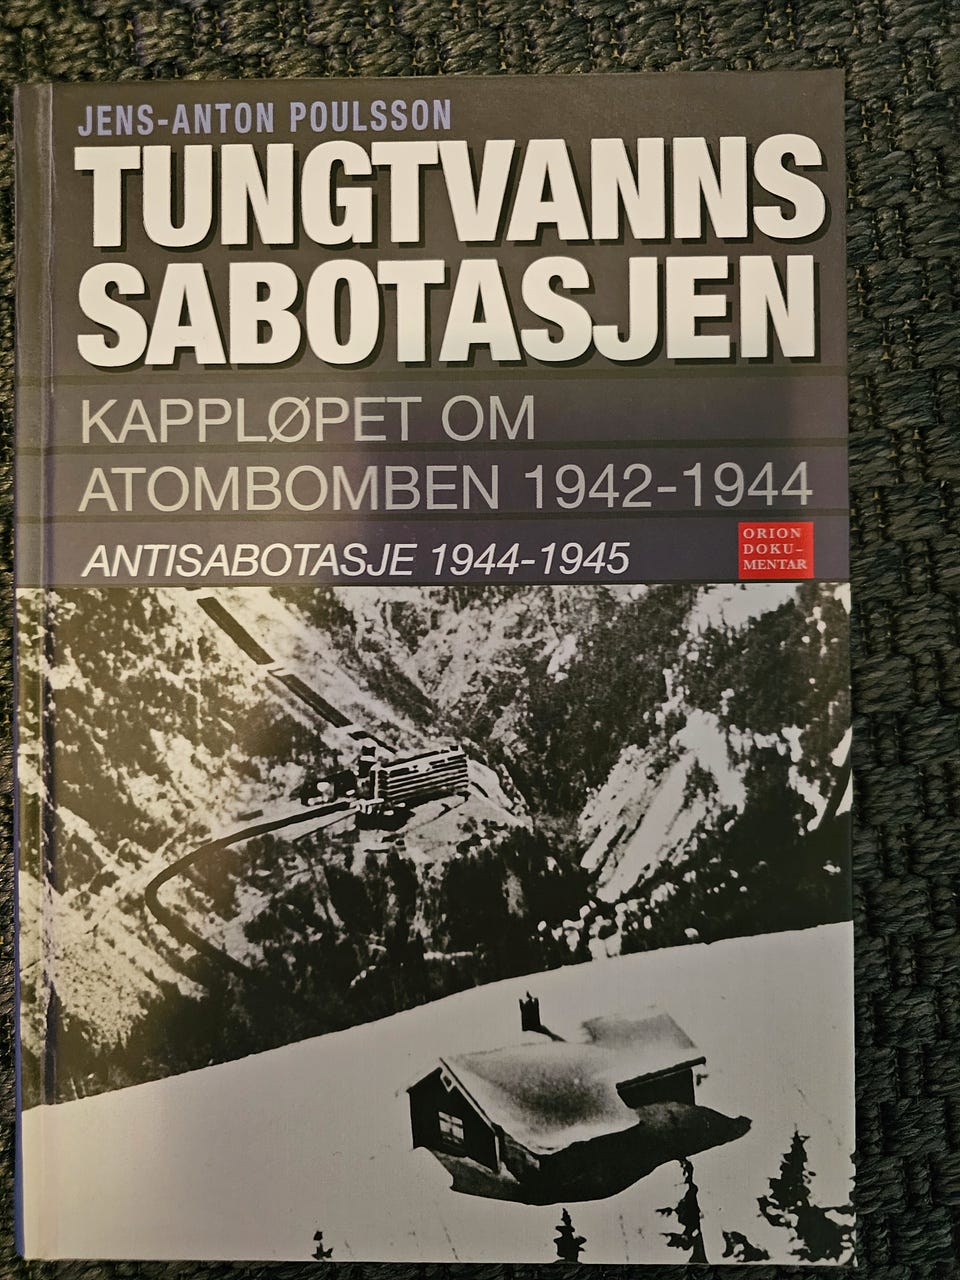 JENS-ANTON POULSSON
TUNGTVANNS
SABOTASJEN
KAPPLØPET OM
ATOMBOMBEN 1942-1944
ANTISABOTASJE 1944-1945
ORION
DOKU-
MENTAR